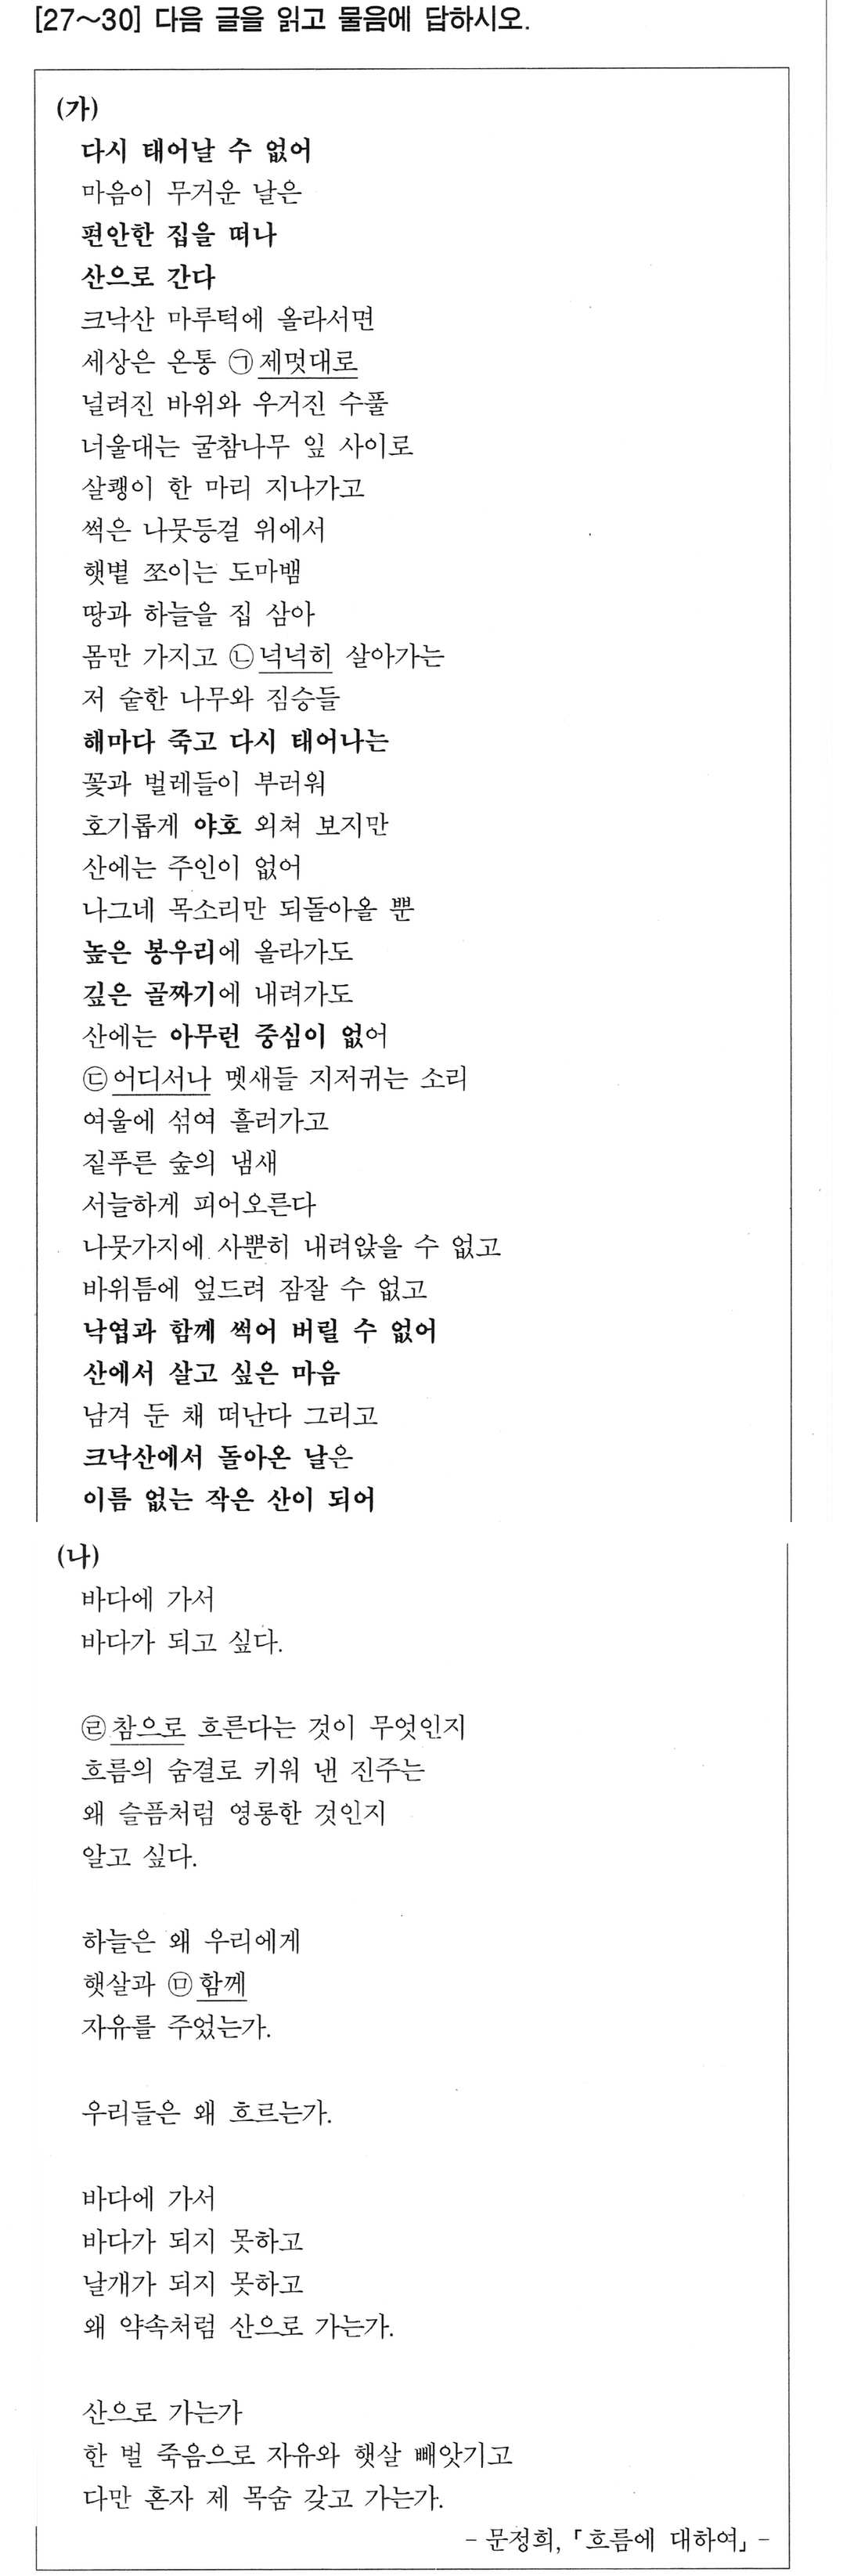 [27~30] 다음 글을 읽고 물음에 답하시오.
(가)
다시 태어날 수 없어
마음이 무거운 날은
편안한 집을 떠나
산으로 간다
크낙산 마루턱에 올라서면
세상은 온통 ㉠제멋대로
널려진 바위와 우거진 수풀
너울대는 굴참나무 잎 사이로
살쾡이 한 마리 지나가고
썩은 나뭇등걸 위에서
햇볕 쪼이는 도마뱀
땅과 하늘을 집 삼아
몸만 가지고 ㉡넉넉히 살아가는
저 숱한 나무와 짐승들
해마다 죽고 다시 태어나는
꽃과 벌레들이 부러워
호기롭게 야호 외쳐 보지만
산에는 주인이 없어
나그네 목소리만 되돌아올 뿐
높은 봉우리에 올라가도
깊은 골짜기에 내려가도
산에는 아무런 중심이 없어
㉢어디서나 멧새들 지저귀는 소리
여울에 섞여 흘러가고
짙푸른 숲의 냄새
서늘하게 피어오른다
나뭇가지에 사뿐히 내려앉을 수 없고
바위틈에 엎드려 잠잘 수 없고
낙엽과 함께 썩어 버릴 수 없어
산에서 살고 싶은 마음
남겨 둔 채 떠난다 그리고
크낙산에서 돌아온 날은
이름 없는 작은 산이 되어
(나)
바다에 가서
바다가 되고 싶다.
㉣참으로 흐른다는 것이 무엇인지
흐름의 숨결로 키워 낸 진주는
왜 슬픔처럼 영롱한 것인지
알고 싶다.
하늘은 왜 우리에게
햇살과 ㉤함께
자유를 주었는가.
우리들은 왜 흐르는가.
바다에 가서
바다가 되지 못하고
날개가 되지 못하고
왜 약속처럼 산으로 가는가.
산으로 가는가
한 벌 죽음으로 자유와 햇살 빼앗기고
다만 혼자 제 목숨 갖고 가는가.
- 문정희, 「흐름에 대하여」 -